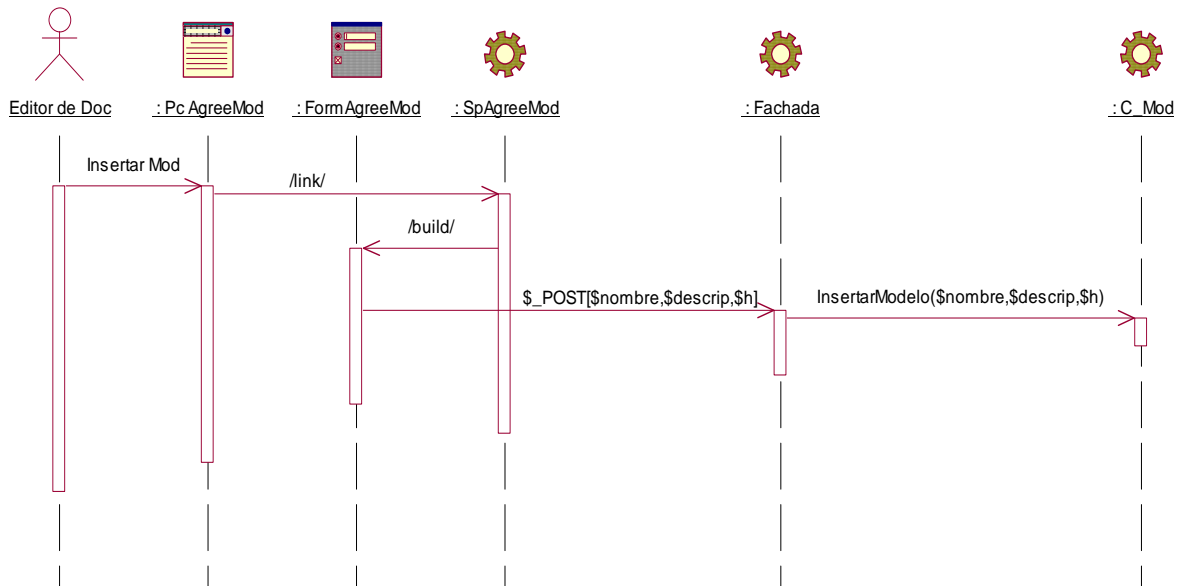 Editor de Doc
: Pc AgreeMod
: FormAgreeMod
: SpAgreeMod
: Fachada
: C_Mod
Insertar Mod
/link/
/build/
$_POST[$nombre,$descrip,$h]
InsertarModelo($nombre,$descrip,$h)